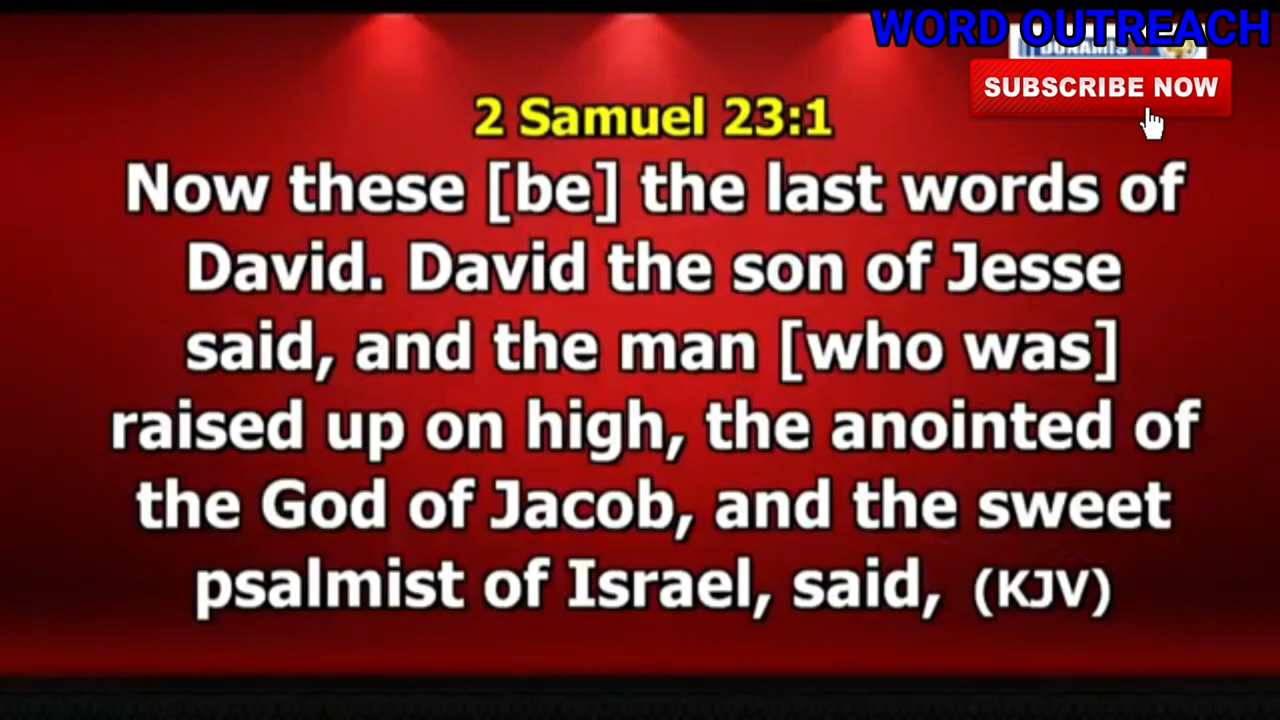 WORD OUTREACH
SUBSCRIBE NOW
2 Samuel 23:1
Now these [be] the last words of
David. David the son of Jesse
said, and the man [who was]
raised up on high, the anointed of
the God of Jacob, and the sweet
psalmist of Israel, said, (KJV)